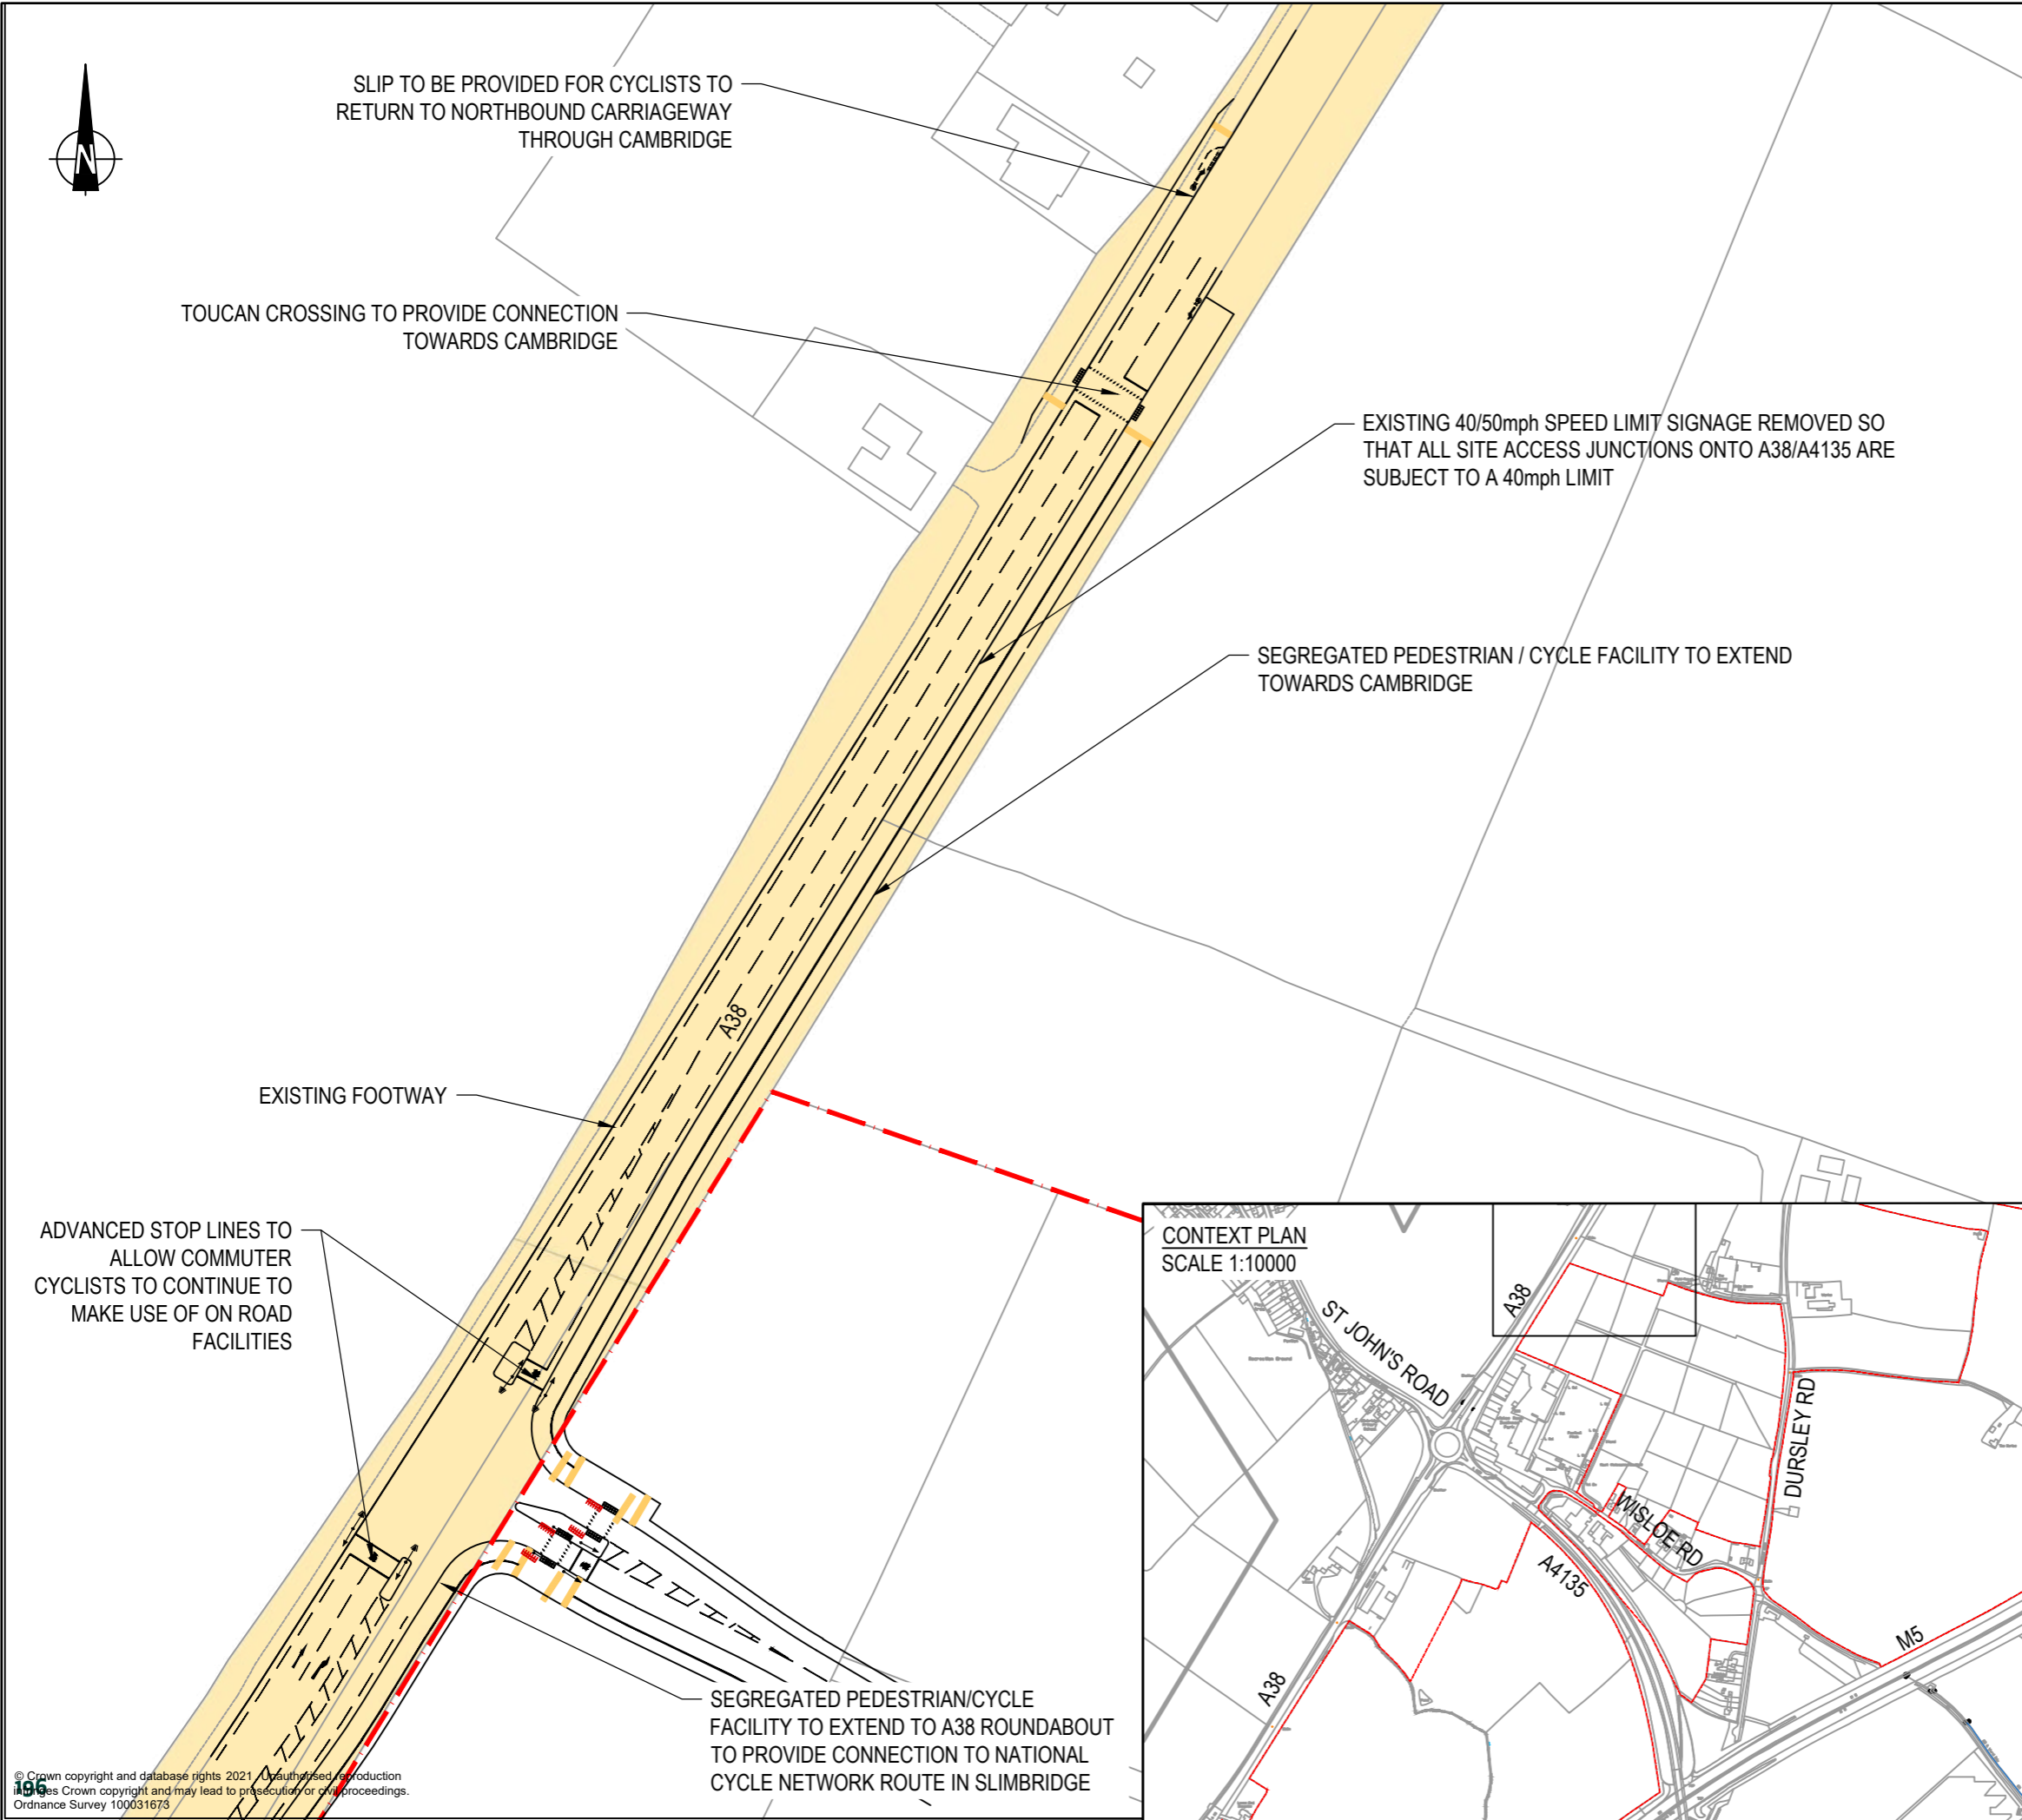 SLIP TO BE PROVIDED FOR CYCLISTS TO
RETURN TO NORTHBOUND CARRIAGEWAY
THROUGH CAMBRIDGE
N
TOUCAN CROSSING TO PROVIDE CONNECTION
TOWARDS CAMBRIDGE
EXISTING 40/50mph SPEED LIMIT SIGNAGE REMOVED SO
THAT ALL SITE ACCESS JUNCTIONS ONTO A38/A4135 ARE
SUBJECT TO A 40mph LIMIT
SEGREGATED PEDESTRIAN / CYCLE FACILITY TO EXTEND
TOWARDS CAMBRIDGE
A38
EXISTING FOOTWAY
ADVANCED STOP LINES TO
ALLOW COMMUTER
CYCLISTS TO CONTINUE TO
MAKE USE OF ON ROAD
FACILITIES
SEGREGATED PEDESTRIAN/CYCLE
FACILITY TO EXTEND TO A38 ROUNDABOUT
TO PROVIDE CONNECTION TO NATIONAL
CYCLE NETWORK ROUTE IN SLIMBRIDGE
CONTEXT PLAN
SCALE 1:10000
ST JOHN'S ROAD
A38
Recreation Ground
DURSLEY RD
WISLOE RD
A4135
M5
A38
© Crown copyright and database rights 2021. Unauthorised reproduction
infringes Crown copyright and may lead to prosecution or civil proceedings.
Ordnance Survey 100031673
196